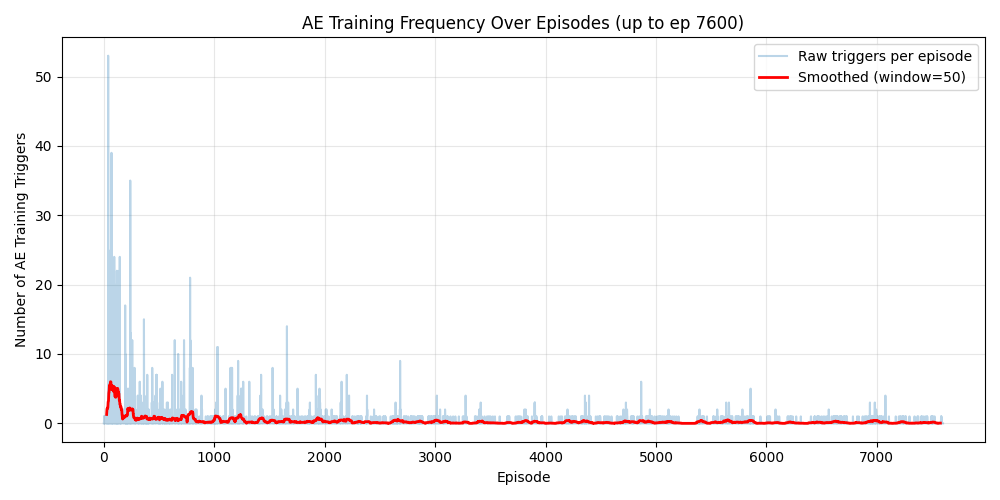 AE Training Frequency Over Episodes (up to ep 7600)
Raw triggers per episode
Smoothed (window=50)
Number of AE Training Triggers
50
40
30
20
10
0
0 1000 2000 3000 4000 5000 6000 7000
Episode